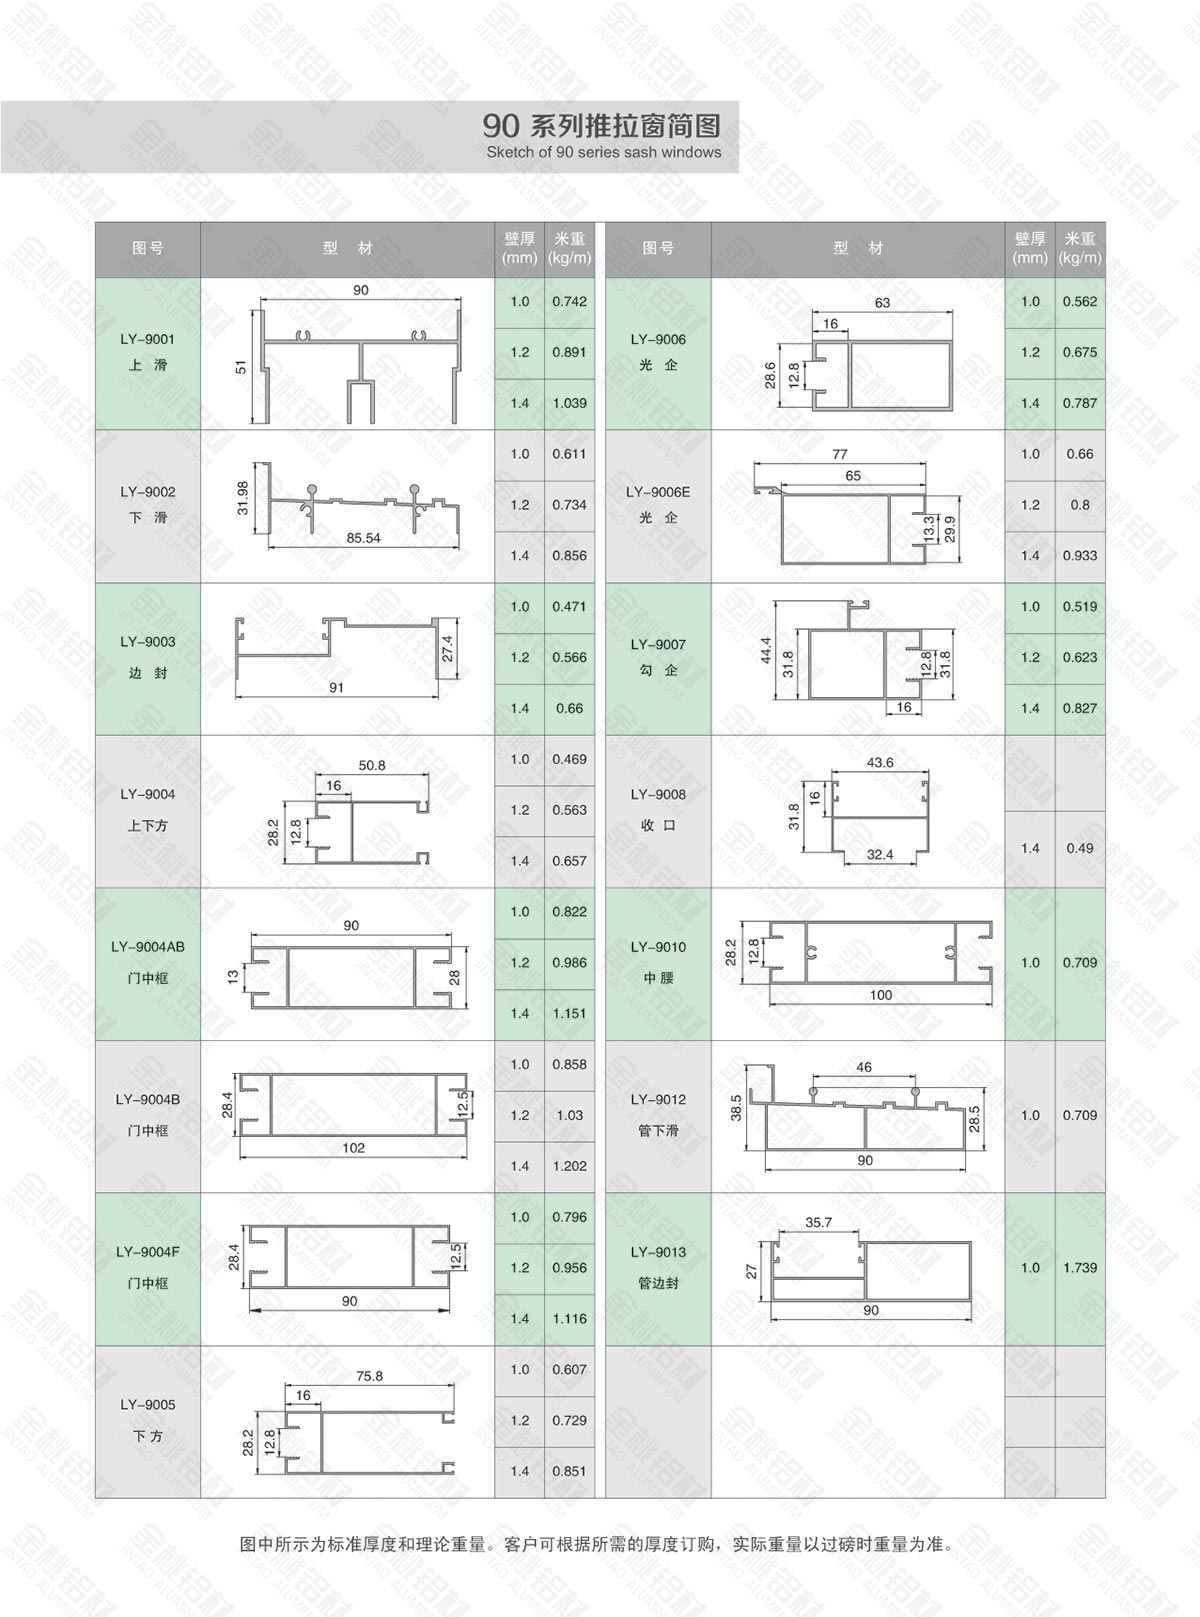 90 系列推拉窗简图
Sketch of 90 series sash windows
图号 型 材 壁厚(mm) 米重(kg/m)
LY-9001
上 滑
90
51
1.0 0.742
1.2 0.891
1.4 1.039
LY-9002
下 滑
31.98
85.54
1.0 0.611
1.2 0.734
1.4 0.856
LY-9003
边 封
27.4
91
1.0 0.471
1.2 0.566
1.4 0.66
LY-9004
上下方
50.8
16
28.2
12.8
1.0 0.469
1.2 0.563
1.4 0.657
LY-9004AB
门中框
90
13
28
1.0 0.822
1.2 0.986
1.4 1.151
LY-9004B
门中框
28.4
12.5
102
1.0 0.858
1.2 1.03
1.4 1.202
LY-9004F
门中框
28.4
12.5
90
1.0 0.796
1.2 0.956
1.4 1.116
LY-9005
下 方
75.8
16
28.2
12.8
1.0 0.607
1.2 0.729
1.4 0.851
图号 型 材 壁厚(mm) 米重(kg/m)
LY-9006
光 企
63
16
28.6
12.8
1.0 0.562
1.2 0.675
1.4 0.787
LY-9006E
光 企
77
65
13.3
29.9
1.0 0.66
1.2 0.8
1.4 0.933
LY-9007
勾 企
44.4
31.8
12.8
31.8
16
1.0 0.519
1.2 0.623
1.4 0.827
LY-9008
收 口
43.6
31.8
16
32.4
1.4 0.49
LY-9010
中 腰
28.2
12.8
100
1.0 0.709
LY-9012
管下滑
46
38.5
28.5
90
1.0 0.709
LY-9013
管边封
35.7
27
90
1.0 1.739
图中所示为标准厚度和理论重量。客户可根据所需的厚度订购，实际重量以过磅时重量为准。
金桃铝材
JINTAO ALUMINIUM